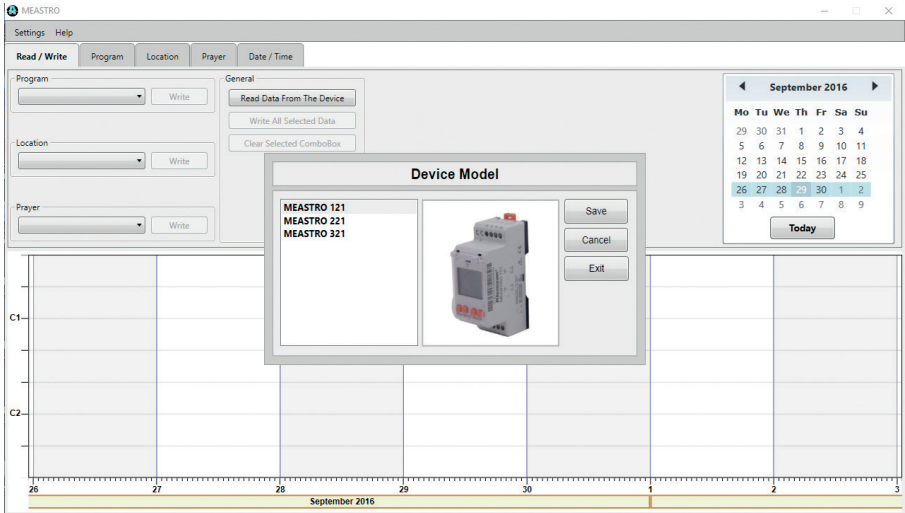 MEASTRO
Settings Help
Read / Write Program Location Prayer Date / Time
Program
Write
Location
Write
Prayer
Write
General
Read Data From The Device
Write All Selected Data
Clear Selected ComboBox
September 2016
Mo Tu We Th Fr Sa Su
29 30 31 1 2 3 4
5 6 7 8 9 10 11
12 13 14 15 16 17 18
19 20 21 22 23 24 25
26 27 28 29 30 1 2
3 4 5 6 7 8 9
Today
Device Model
MEASTRO 121
MEASTRO 221
MEASTRO 321
Save
Cancel
Exit
C1
C2
26 27 28 29 30 1 2 3
September 2016